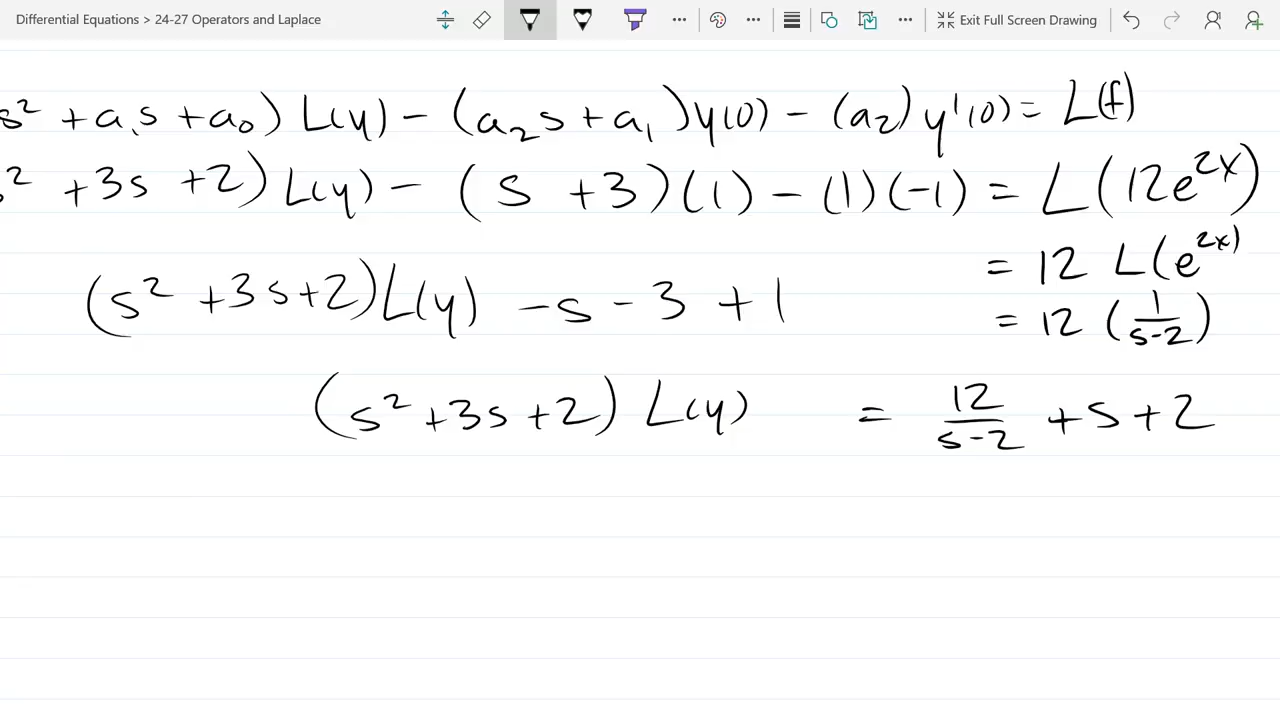 Differential Equations > 24-27 Operators and Laplace
Exit Full Screen Drawing
s² + a₁s + a₀) L(y) - (a₂s + a₁)y(0) - (a₂)y'(0) = L(f)
² + 3s + 2) L(y) - (s + 3)(1) - (1)(-1) = L(12e^{2x})
= 12 L(e^{2x})
(s² + 3s + 2)L(y) - s - 3 + 1
= 12 (1/(s-2))
(s² + 3s + 2) L(y) = 12/(s-2) + s + 2